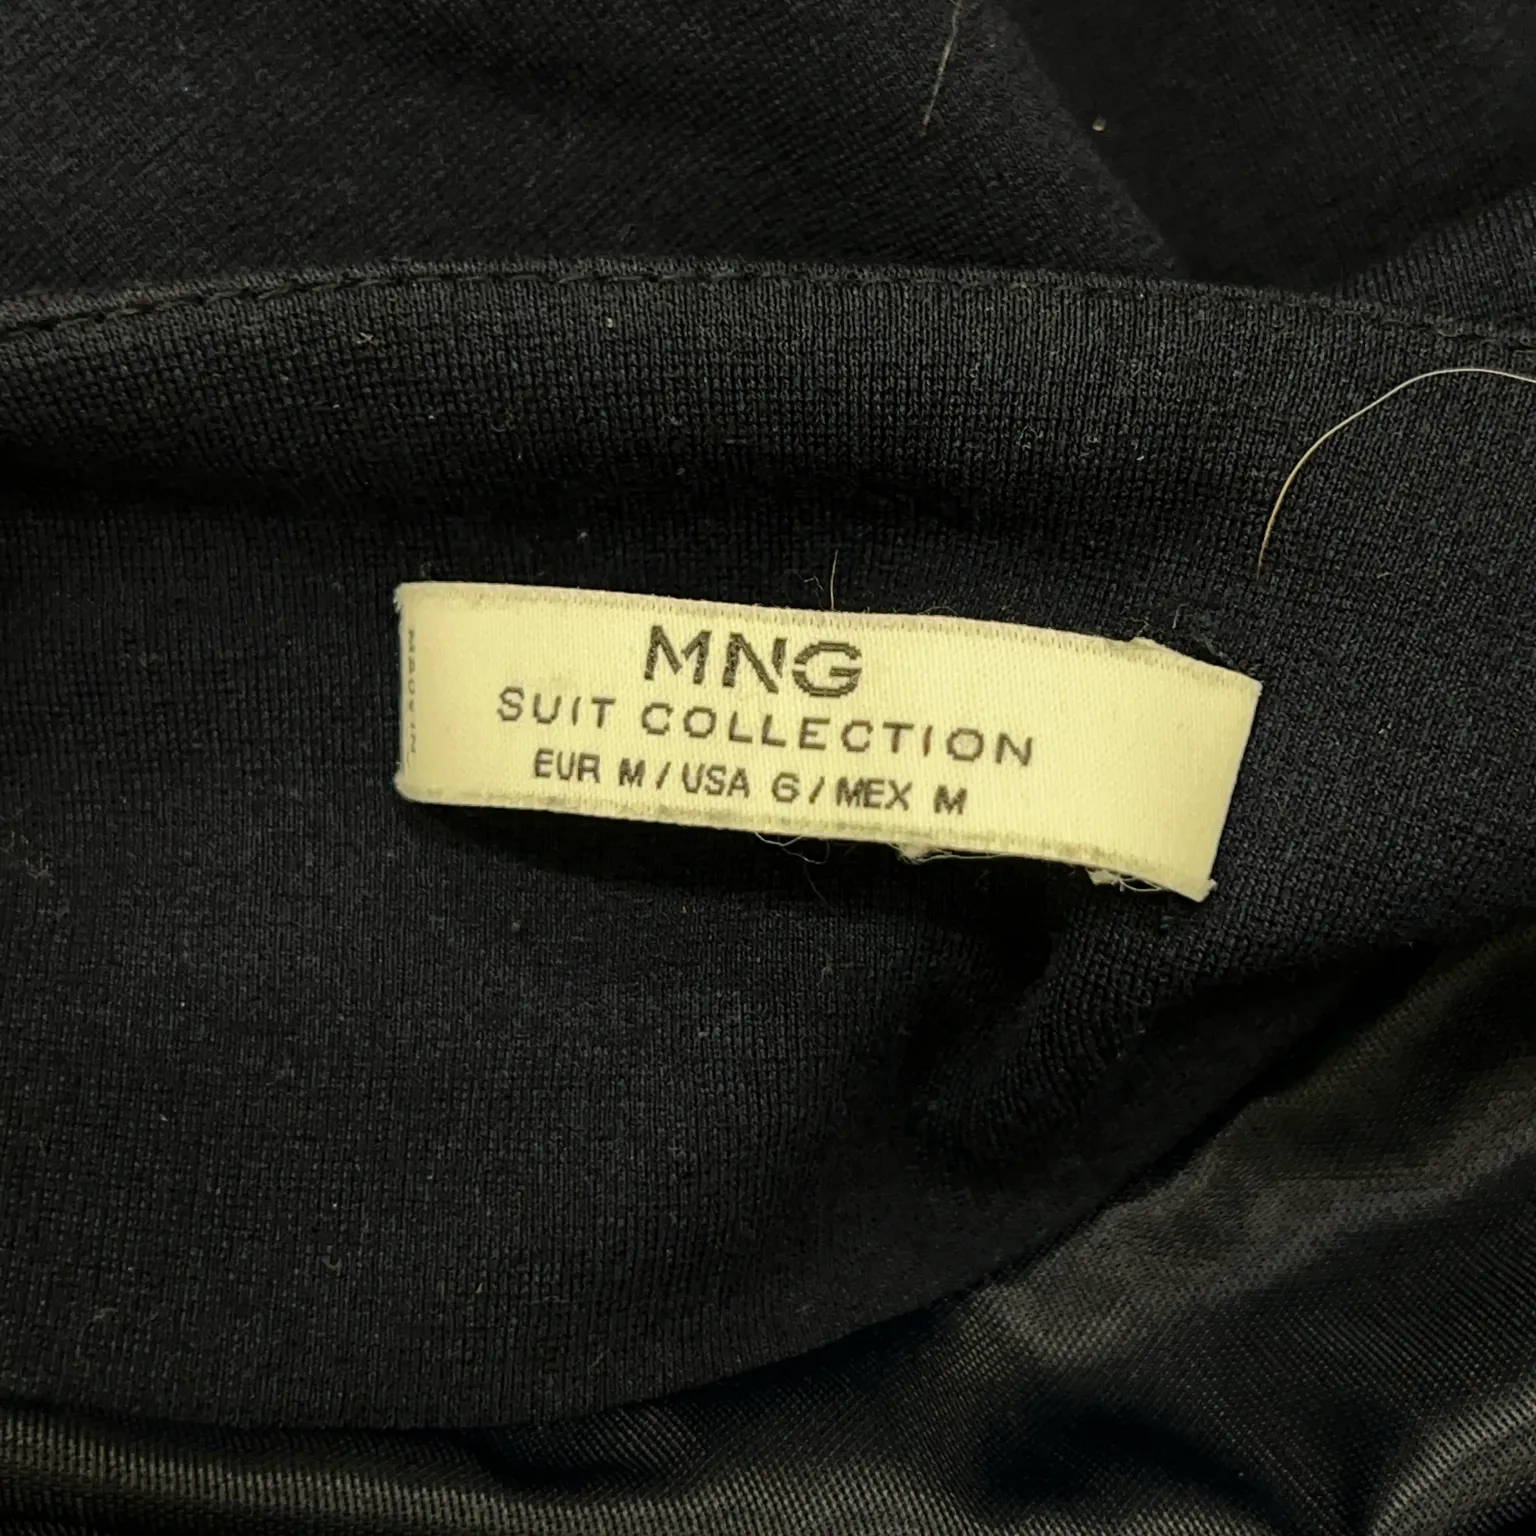 MNG
SUIT COLLECTION
EUR M / USA 6 / MEX M